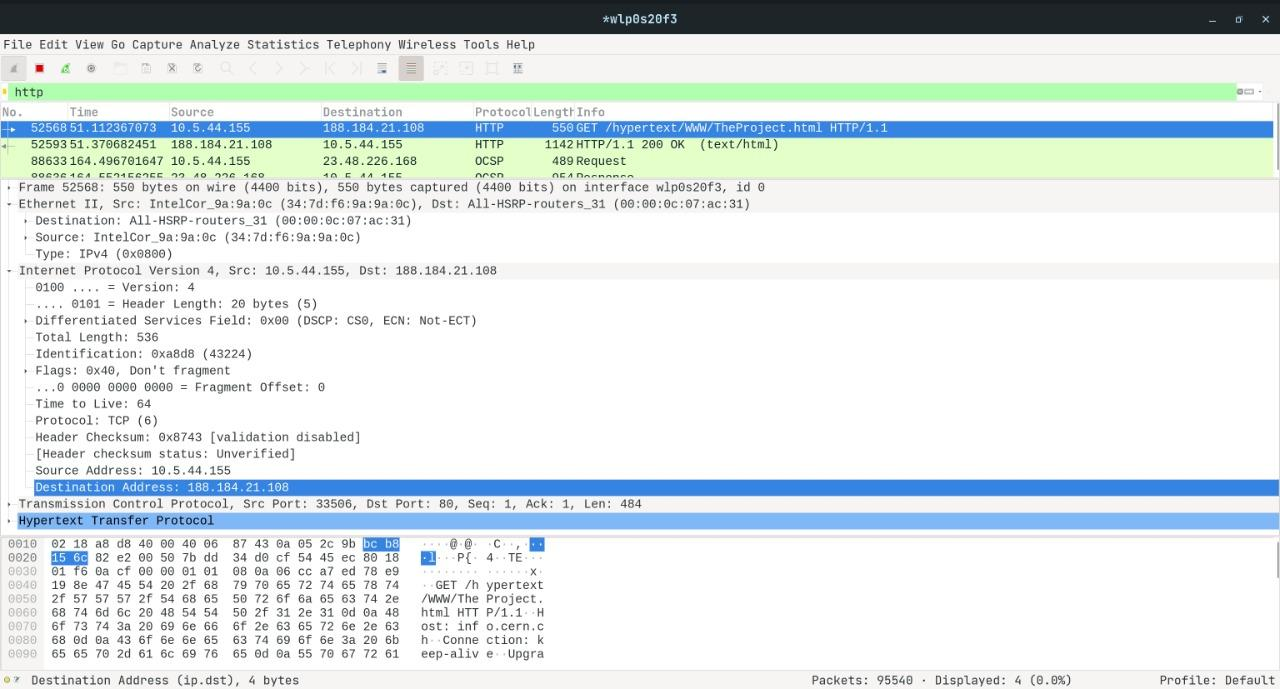 *wlp0s20f3
File Edit View Go Capture Analyze Statistics Telephony Wireless Tools Help
http
No. Time Source Destination Protocol Length Info
52568 51.112367073 10.5.44.155 188.184.21.108 HTTP 550 GET /hypertext/WWW/TheProject.html HTTP/1.1
52593 51.370682451 188.184.21.108 10.5.44.155 HTTP 1142 HTTP/1.1 200 OK (text/html)
88633 164.496701647 10.5.44.155 23.48.226.168 OCSP 489 Request
88636 164.552156255 23.48.226.168 10.5.44.155 OCSP 954 Response
Frame 52568: 550 bytes on wire (4400 bits), 550 bytes captured (4400 bits) on interface wlp0s20f3, id 0
Ethernet II, Src: IntelCor_9a:9a:0c (34:7d:f6:9a:9a:0c), Dst: All-HSRP-routers_31 (00:00:0c:07:ac:31)
Destination: All-HSRP-routers_31 (00:00:0c:07:ac:31)
Source: IntelCor_9a:9a:0c (34:7d:f6:9a:9a:0c)
Type: IPv4 (0x0800)
Internet Protocol Version 4, Src: 10.5.44.155, Dst: 188.184.21.108
0100 .... = Version: 4
.... 0101 = Header Length: 20 bytes (5)
Differentiated Services Field: 0x00 (DSCP: CS0, ECN: Not-ECT)
Total Length: 536
Identification: 0xa8d8 (43224)
Flags: 0x40, Don't fragment
...0 0000 0000 0000 = Fragment Offset: 0
Time to Live: 64
Protocol: TCP (6)
Header Checksum: 0x8743 [validation disabled]
[Header checksum status: Unverified]
Source Address: 10.5.44.155
Destination Address: 188.184.21.108
Transmission Control Protocol, Src Port: 33506, Dst Port: 80, Seq: 1, Ack: 1, Len: 484
Hypertext Transfer Protocol
0010 02 18 a8 d8 40 00 40 06 87 43 0a 05 2c 9b bc b8 ····@·@· ·C··,···
0020 15 6c 82 e2 00 50 7b dd 34 d0 cf 54 45 ec 80 18 ·l···P{· 4··TE···
0030 01 f6 0a cf 00 00 01 01 08 0a 06 cc a7 ed 78 e9 ········ ······x·
0040 19 8e 47 45 54 20 2f 68 79 70 65 72 74 65 78 74 ··GET /h ypertext
0050 2f 57 57 57 2f 54 68 65 50 72 6f 6a 65 63 74 2e /WWW/The Project.
0060 68 74 6d 6c 20 48 54 54 50 2f 31 2e 31 0d 0a 48 html HTT P/1.1··H
0070 6f 73 74 3a 20 69 6e 66 6f 2e 63 65 72 6e 2e 63 ost: inf o.cern.c
0080 68 0d 0a 43 6f 6e 6e 65 63 74 69 6f 6e 3a 20 6b h··Conne ction: k
0090 65 65 70 2d 61 6c 69 76 65 0d 0a 55 70 67 72 61 eep-aliv e··Upgra
Destination Address (ip.dst), 4 bytes Packets: 95540 · Displayed: 4 (0.0%) Profile: Default